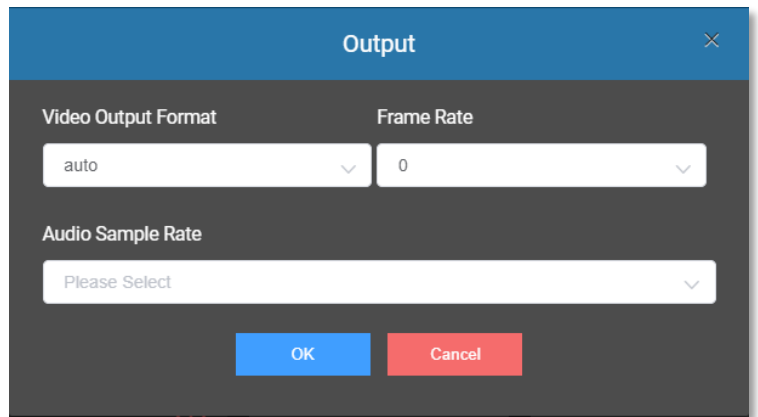 Output
Video Output Format Frame Rate
auto 0
Audio Sample Rate
Please Select
OK Cancel